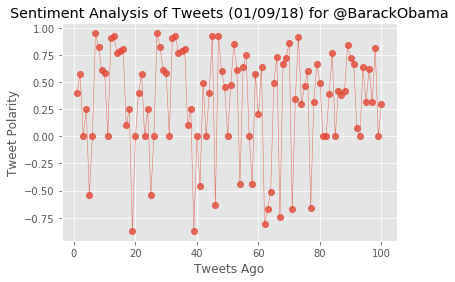 Sentiment Analysis of Tweets (01/09/18) for @BarackObama
1.00
0.75
0.50
0.25
0.00
−0.25
−0.50
−0.75
Tweet Polarity
0 20 40 60 80 100
Tweets Ago